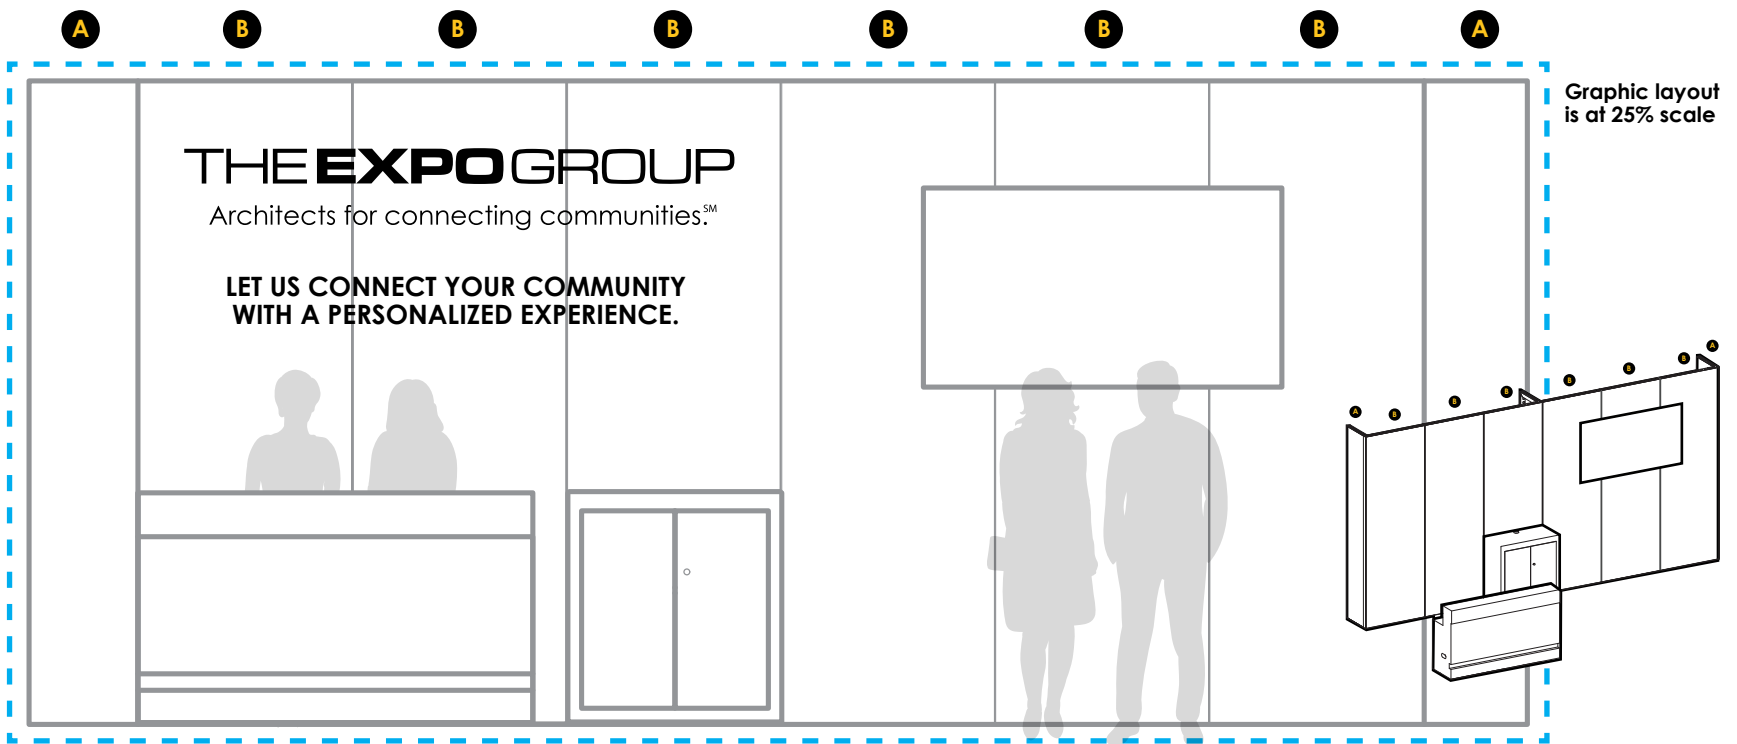 A B B B B B B A
Graphic layout
is at 25% scale
THE EXPO GROUP
Architects for connecting communities.℠
LET US CONNECT YOUR COMMUNITY
WITH A PERSONALIZED EXPERIENCE.
A B B B B B B A